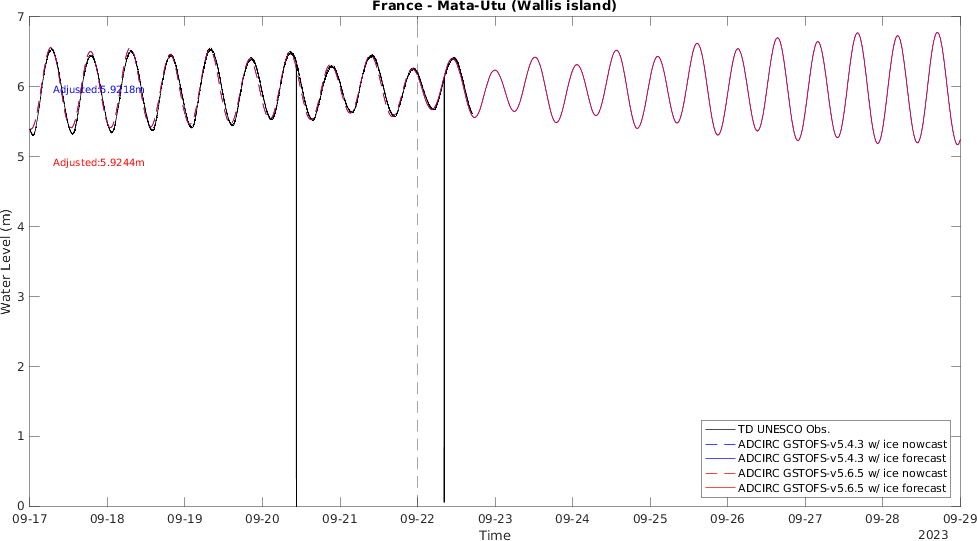 France - Mata-Utu (Wallis island)
7
6
5
4
3
2
1
0
Water Level (m)
Adjusted:5.9218m
Adjusted:5.9244m
TD UNESCO Obs.
ADCIRC GSTOFS-v5.4.3 w/ ice nowcast
ADCIRC GSTOFS-v5.4.3 w/ ice forecast
ADCIRC GSTOFS-v5.6.5 w/ ice nowcast
ADCIRC GSTOFS-v5.6.5 w/ ice forecast
09-17 09-18 09-19 09-20 09-21 09-22 09-23 09-24 09-25 09-26 09-27 09-28 09-29
Time
2023